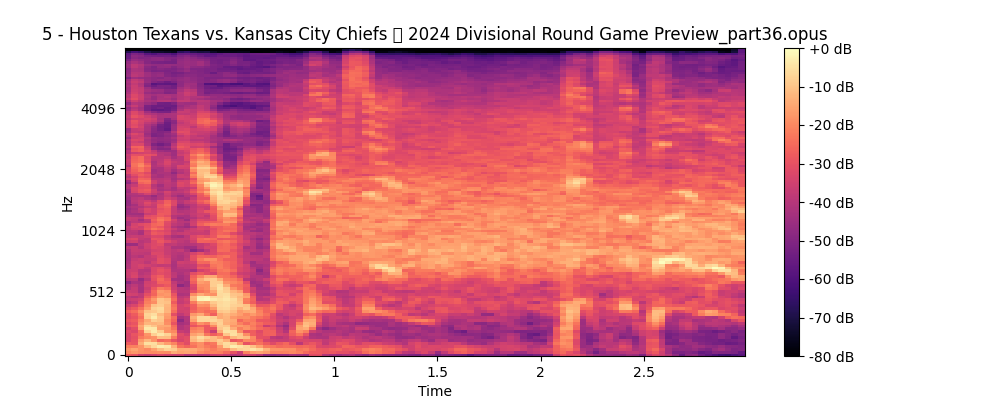 5 - Houston Texans vs. Kansas City Chiefs ▯ 2024 Divisional Round Game Preview_part36.opus
4096
2048
1024
512
0
Hz
0
0.5
1
1.5
2
2.5
Time
+0 dB
-10 dB
-20 dB
-30 dB
-40 dB
-50 dB
-60 dB
-70 dB
-80 dB